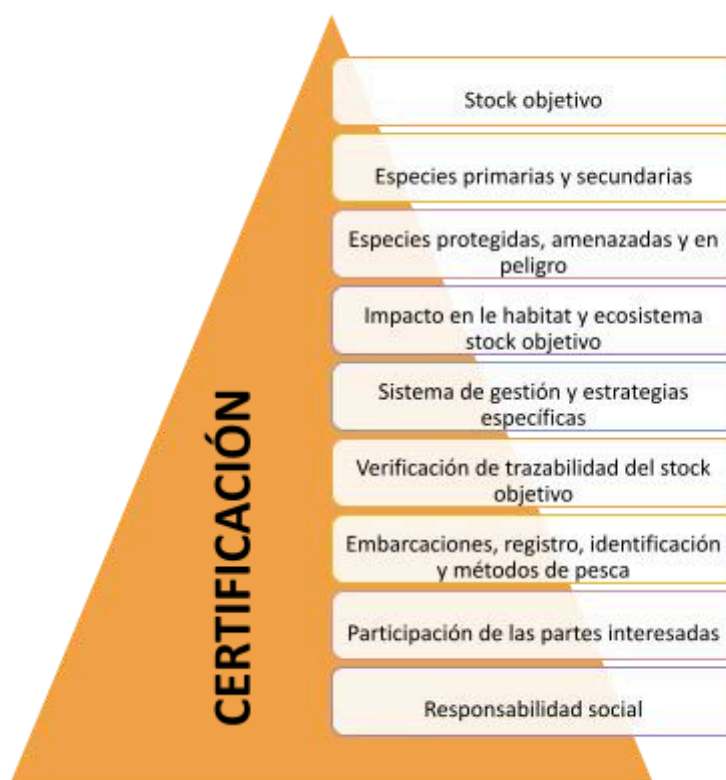 Stock objetivo
Especies primarias y secundarias
Especies protegidas, amenazadas y en
peligro
Impacto en le habitat y ecosistema
stock objetivo
Sistema de gestión y estrategias
específicas
Verificación de trazabilidad del stock
objetivo
Embarcaciones, registro, identificación
y métodos de pesca
Participación de las partes interesadas
Responsabilidad social
CERTIFICACIÓN